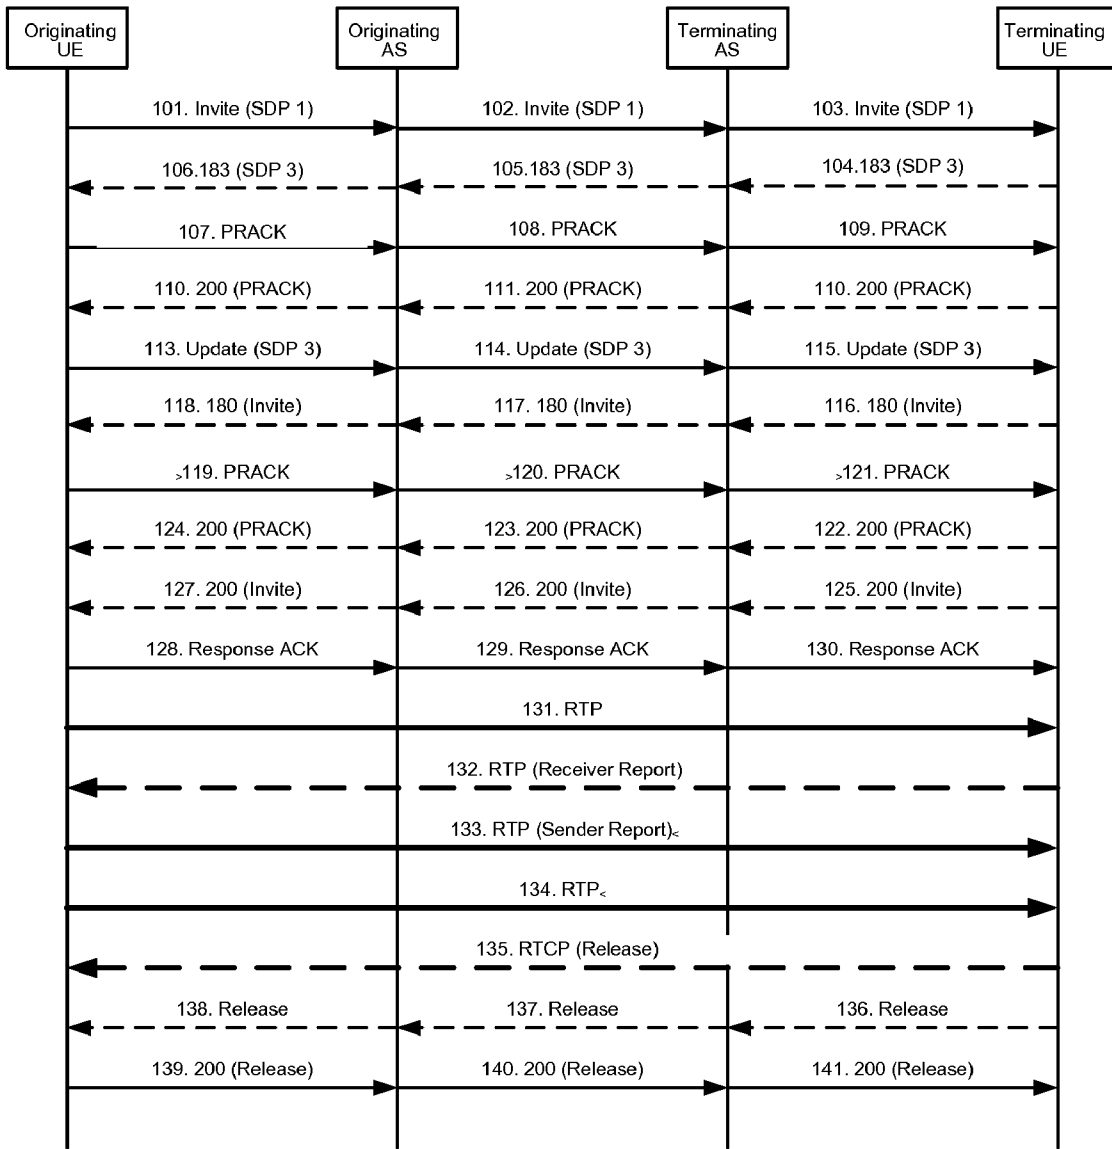 Originating
UE
Originating
AS
Terminating
AS
Terminating
UE
101. Invite (SDP 1)
102. Invite (SDP 1)
103. Invite (SDP 1)
106.183 (SDP 3)
105.183 (SDP 3)
104.183 (SDP 3)
107. PRACK
108. PRACK
109. PRACK
110. 200 (PRACK)
111. 200 (PRACK)
110. 200 (PRACK)
113. Update (SDP 3)
114. Update (SDP 3)
115. Update (SDP 3)
118. 180 (Invite)
117. 180 (Invite)
116. 180 (Invite)
>119. PRACK
>120. PRACK
>121. PRACK
124. 200 (PRACK)
123. 200 (PRACK)
122. 200 (PRACK)
127. 200 (Invite)
126. 200 (Invite)
125. 200 (Invite)
128. Response ACK
129. Response ACK
130. Response ACK
131. RTP
132. RTP (Receiver Report)
133. RTP (Sender Report)<
134. RTP<
135. RTCP (Release)
138. Release
137. Release
136. Release
139. 200 (Release)
140. 200 (Release)
141. 200 (Release)